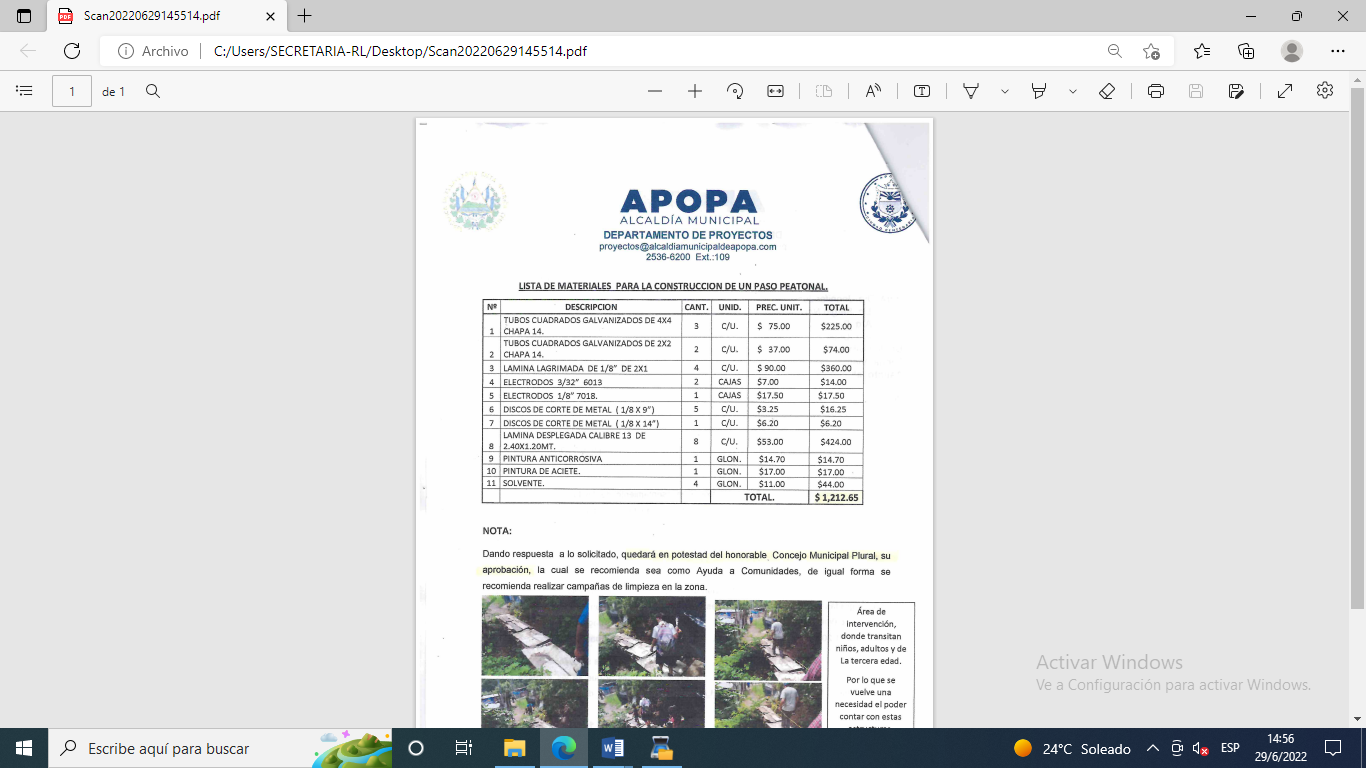 Scan20220629145514.pdf
Archivo
C:/Users/SECRETARIA-RL/Desktop/Scan20220629145514.pdf
1 de 1
APOPA
ALCALDÍA MUNICIPAL
DEPARTAMENTO DE PROYECTOS
proyectos@alcaldiamunicipaldeapopa.com
2536-6200 Ext.:109
LISTA DE MATERIALES PARA LA CONSTRUCCION DE UN PASO PEATONAL.
Nº DESCRIPCION CANT. UNID. PREC. UNIT. TOTAL
1 TUBOS CUADRADOS GALVANIZADOS DE 4X4 CHAPA 14. 3 C/U. $ 75.00 $225.00
2 TUBOS CUADRADOS GALVANIZADOS DE 2X2 CHAPA 14. 2 C/U. $ 37.00 $74.00
3 LAMINA LAGRIMADA DE 1/8” DE 2X1 4 C/U. $ 90.00 $360.00
4 ELECTRODOS 3/32” 6013 2 CAJAS $7.00 $14.00
5 ELECTRODOS 1/8” 7018. 1 CAJAS $17.50 $17.50
6 DISCOS DE CORTE DE METAL ( 1/8 X 9”) 5 C/U. $3.25 $16.25
7 DISCOS DE CORTE DE METAL ( 1/8 X 14”) 1 C/U. $6.20 $6.20
8 LAMINA DESPLEGADA CALIBRE 13 DE 2.40X1.20MT. 8 C/U. $53.00 $424.00
9 PINTURA ANTICORROSIVA 1 GLON. $14.70 $14.70
10 PINTURA DE ACIETE. 1 GLON. $17.00 $17.00
11 SOLVENTE. 4 GLON. $11.00 $44.00
TOTAL. $ 1,212.65
NOTA:
Dando respuesta a lo solicitado, quedará en potestad del honorable Concejo Municipal Plural, su
aprobación, la cual se recomienda sea como Ayuda a Comunidades, de igual forma se
recomienda realizar campañas de limpieza en la zona.
Área de
intervención,
donde transitan
niños, adultos y de
La tercera edad.
Por lo que se
vuelve una
necesidad el poder
contar con estas
Activar Windows
Ve a Configuración para activar Windows.
Escribe aquí para buscar
24°C Soleado
ESP
14:56
29/6/2022